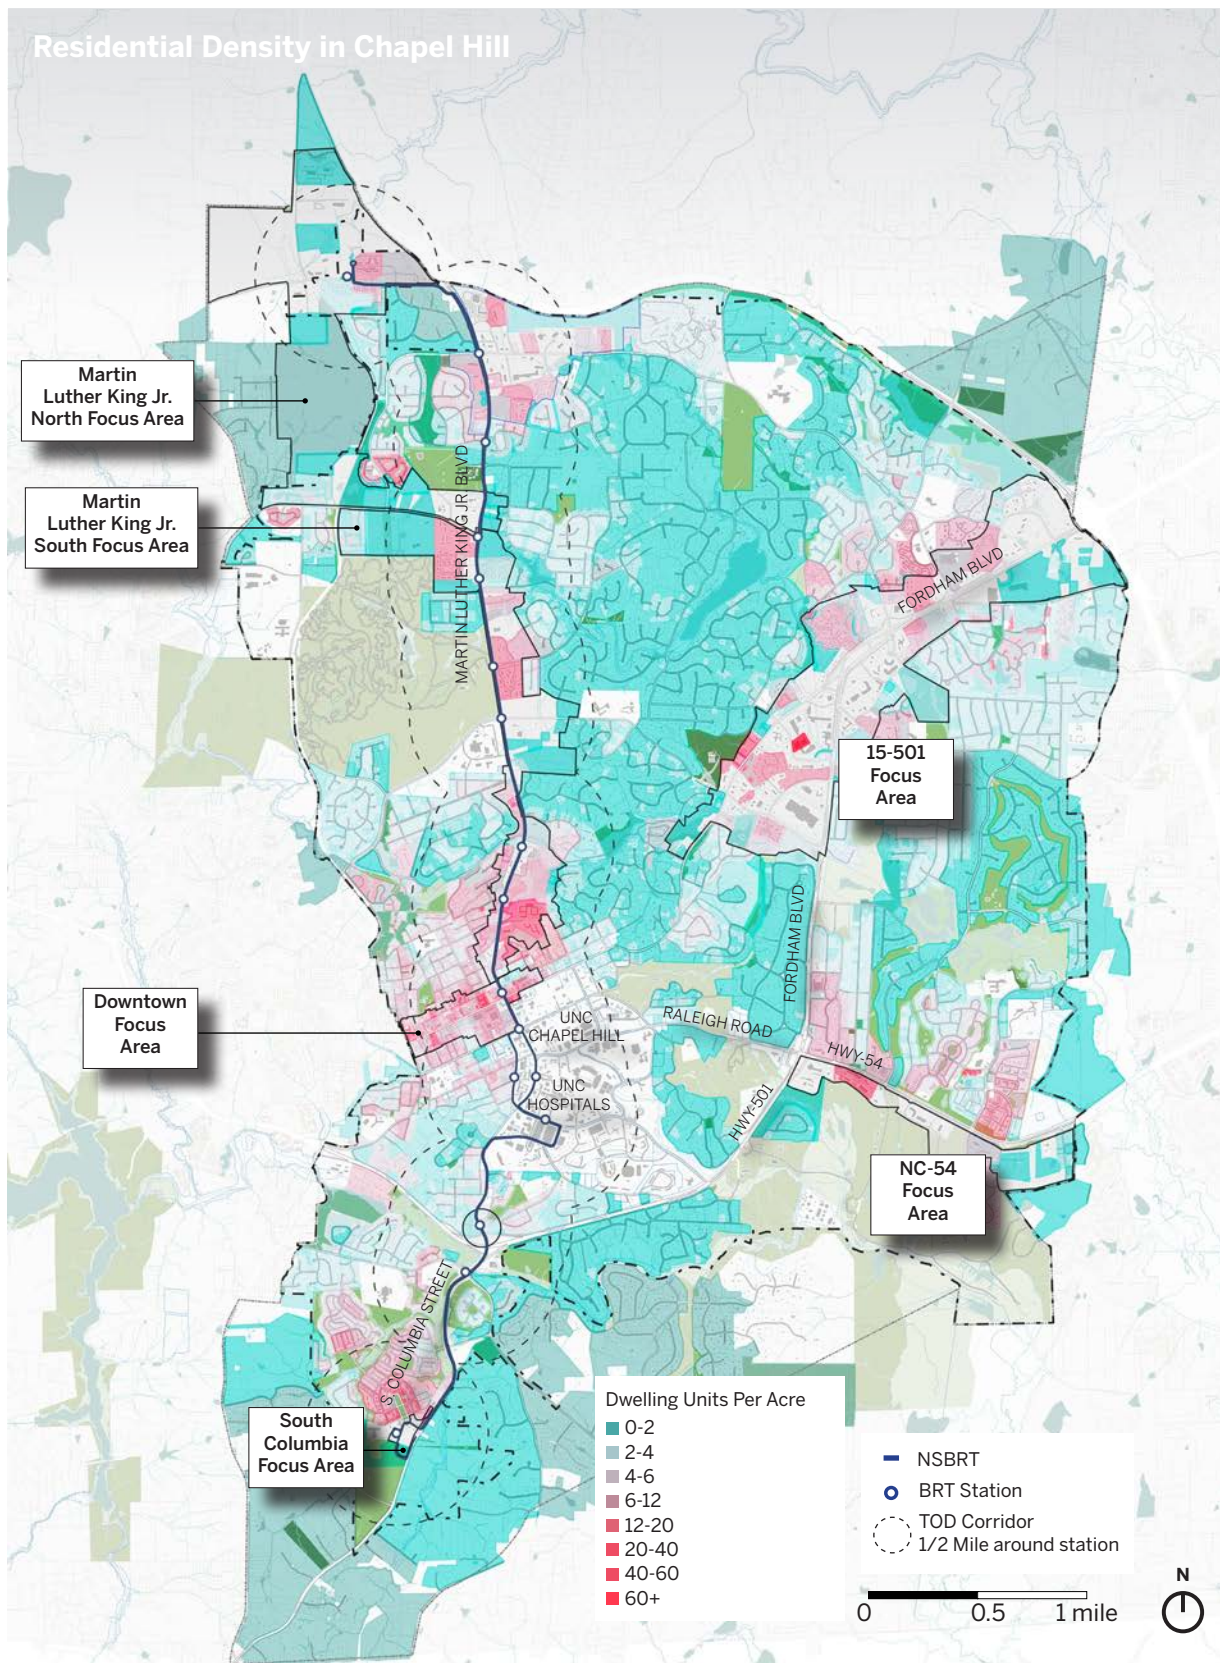 Residential Density in Chapel Hill
Martin
Luther King Jr.
North Focus Area
Martin
Luther King Jr.
South Focus Area
MARTIN LUTHER KING JR. BLVD
FORDHAM BLVD
15-501
Focus
Area
FORDHAM BLVD
Downtown
Focus
Area
UNC
CHAPEL HILL
RALEIGH ROAD
HWY-54
UNC
HOSPITALS
HWY-501
NC-54
Focus
Area
S. COLUMBIA STREET
South
Columbia
Focus Area
Dwelling Units Per Acre
0-2
2-4
4-6
6-12
12-20
20-40
40-60
60+
NSBRT
BRT Station
TOD Corridor
1/2 Mile around station
0 0.5 1 mile
N